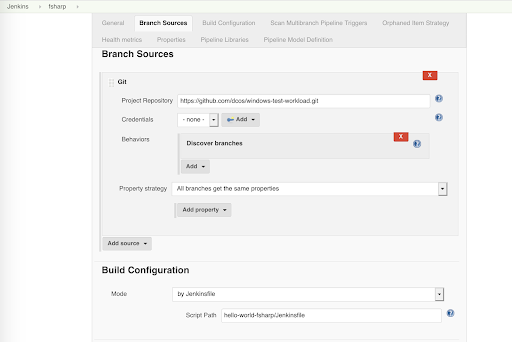 Jenkins › fsharp ›
General Branch Sources Build Configuration Scan Multibranch Pipeline Triggers Orphaned Item Strategy
Health metrics Properties Pipeline Libraries Pipeline Model Definition
Branch Sources
X
Git
Project Repository https://github.com/dcos/windows-test-workload.git
Credentials - none - Add
Behaviors
X
Discover branches
Add
Property strategy All branches get the same properties
Add property
Add source
Build Configuration
Mode by Jenkinsfile
Script Path hello-world-fsharp/Jenkinsfile